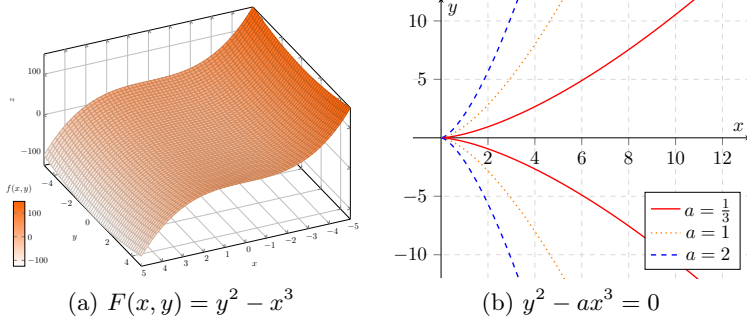 100
0
−100
z
−4
−2
0
2
4
y
5
4
3
2
1
0
-1
-2
-3
-4
-5
x
f(x,y)
100
0
−100
(a) F(x, y) = y² − x³
y
10
5
−5
−10
2
4
6
8
10
12
x
a = 1/3
a = 1
a = 2
(b) y² − ax³ = 0